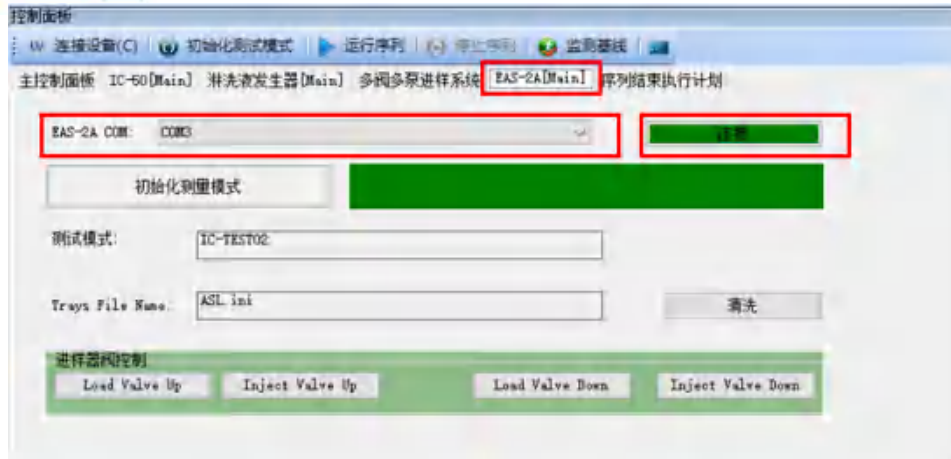 控制面板
连接设备(C) 初始化测试模式 运行序列 停止序列 监测基线
主控制面板 IC-60[Main] 淋洗液发生器[Main] 多阀多泵进样系统 EAS-2A[Main] 序列结束执行计划
EAS-2A COM: COM3 连接
初始化测量模式
测试模式: IC-TEST02
Trays File Name: ASL.ini 清洗
进样器阀控制
Load Valve Up Inject Valve Up Load Valve Down Inject Valve Down